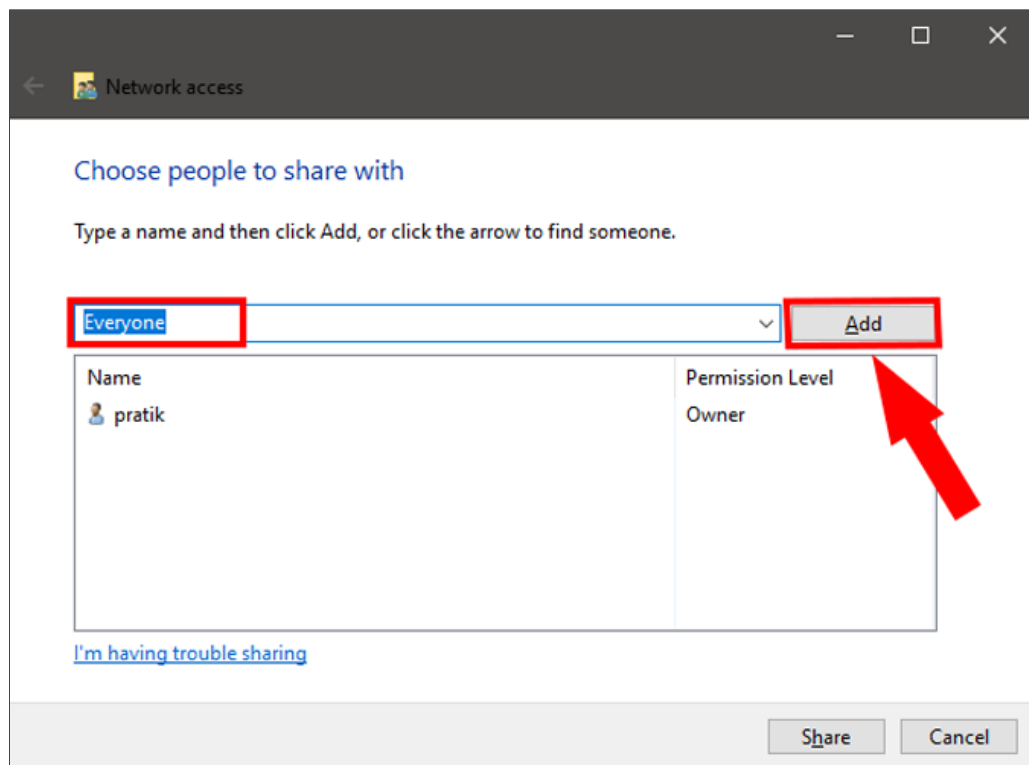 Network access
Choose people to share with
Type a name and then click Add, or click the arrow to find someone.
Everyone Add
Name Permission Level
pratik Owner
I'm having trouble sharing
Share Cancel